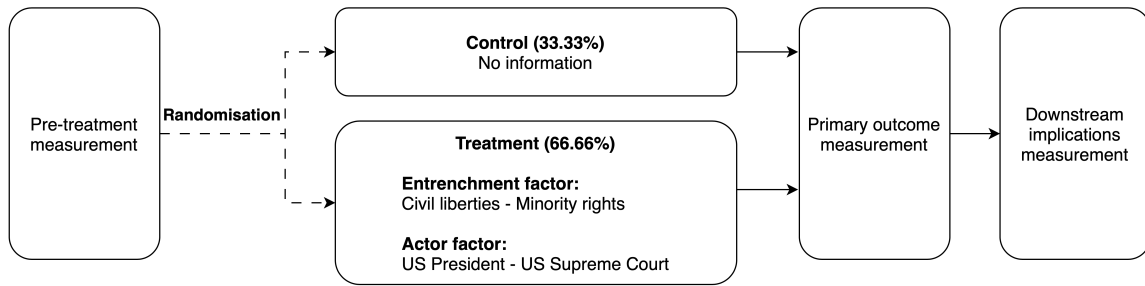 Pre-treatment
measurement
Randomisation
Control (33.33%)
No information
Treatment (66.66%)
Entrenchment factor:
Civil liberties - Minority rights
Actor factor:
US President - US Supreme Court
Primary outcome
measurement
Downstream
implications
measurement